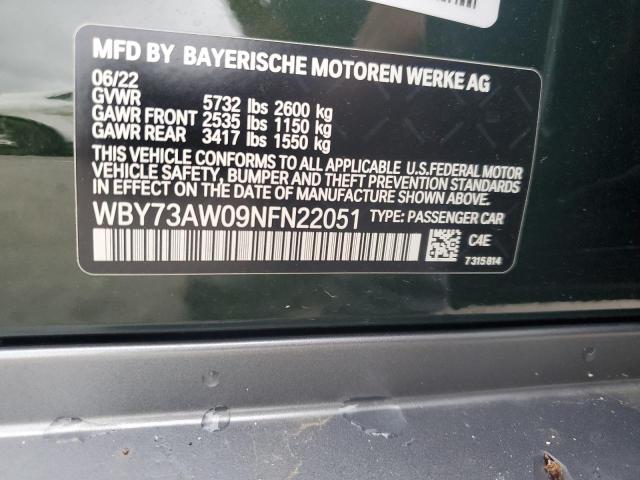 MFD BY BAYERISCHE MOTOREN WERKE AG
06/22
GVWR 5732 lbs 2600 kg
GAWR FRONT 2535 lbs 1150 kg
GAWR REAR 3417 lbs 1550 kg
THIS VEHICLE CONFORMS TO ALL APPLICABLE U.S.FEDERAL MOTOR
VEHICLE SAFETY, BUMPER AND THEFT PREVENTION STANDARDS
IN EFFECT ON THE DATE OF MANUFACTURE SHOWN ABOVE.
WBY73AW09NFN22051 TYPE: PASSENGER CAR
C4E
7315814